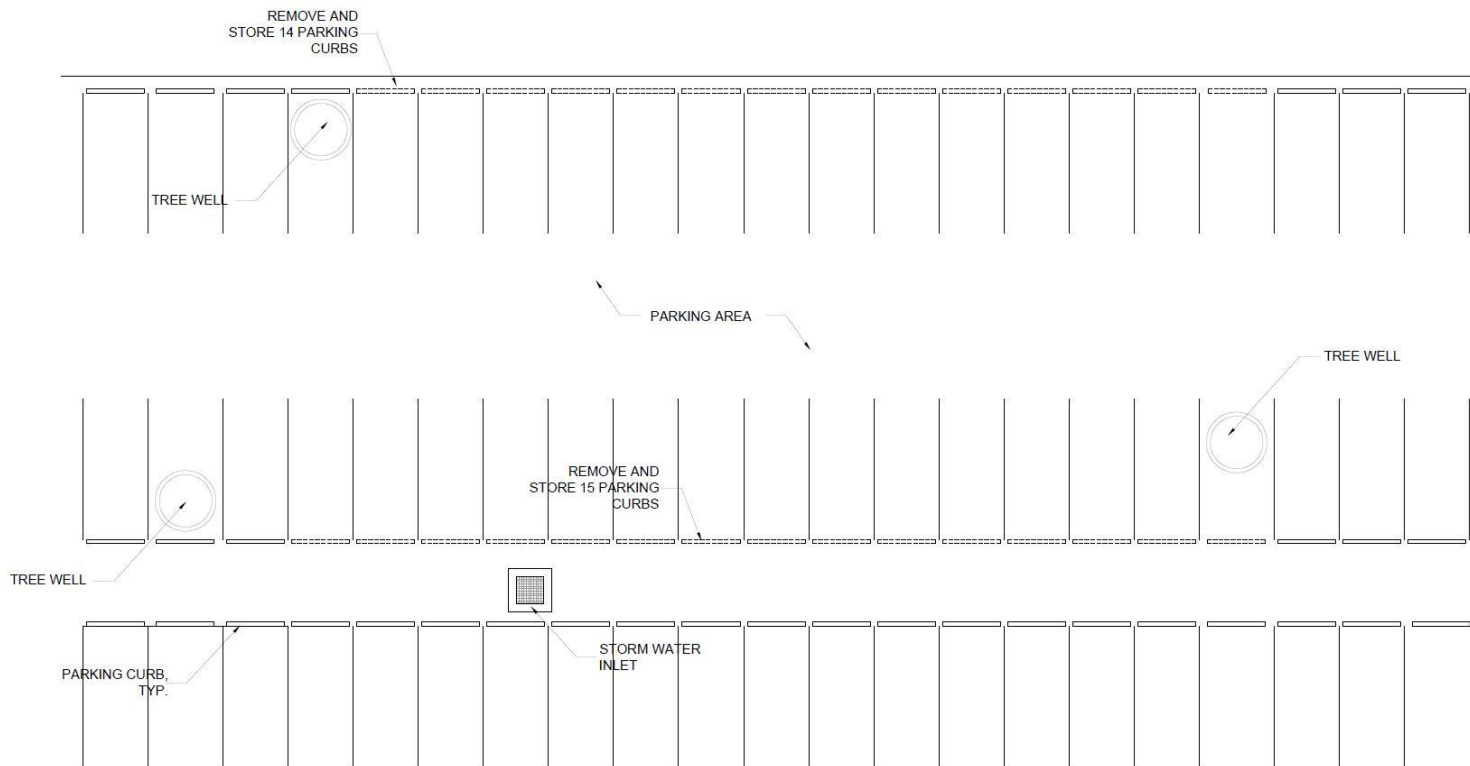 REMOVE AND
STORE 14 PARKING
CURBS
TREE WELL
PARKING AREA
TREE WELL
REMOVE AND
STORE 15 PARKING
CURBS
TREE WELL
STORM WATER
INLET
PARKING CURB,
TYP.